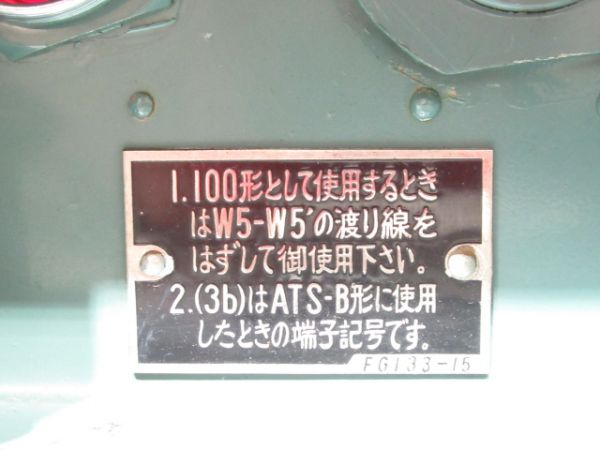 1.100形として使用するとき
はW5-W5'の渡り線を
はずして御使用下さい。
2.(3b)はATS-B形に使用
したときの端子記号です。
FG133-15